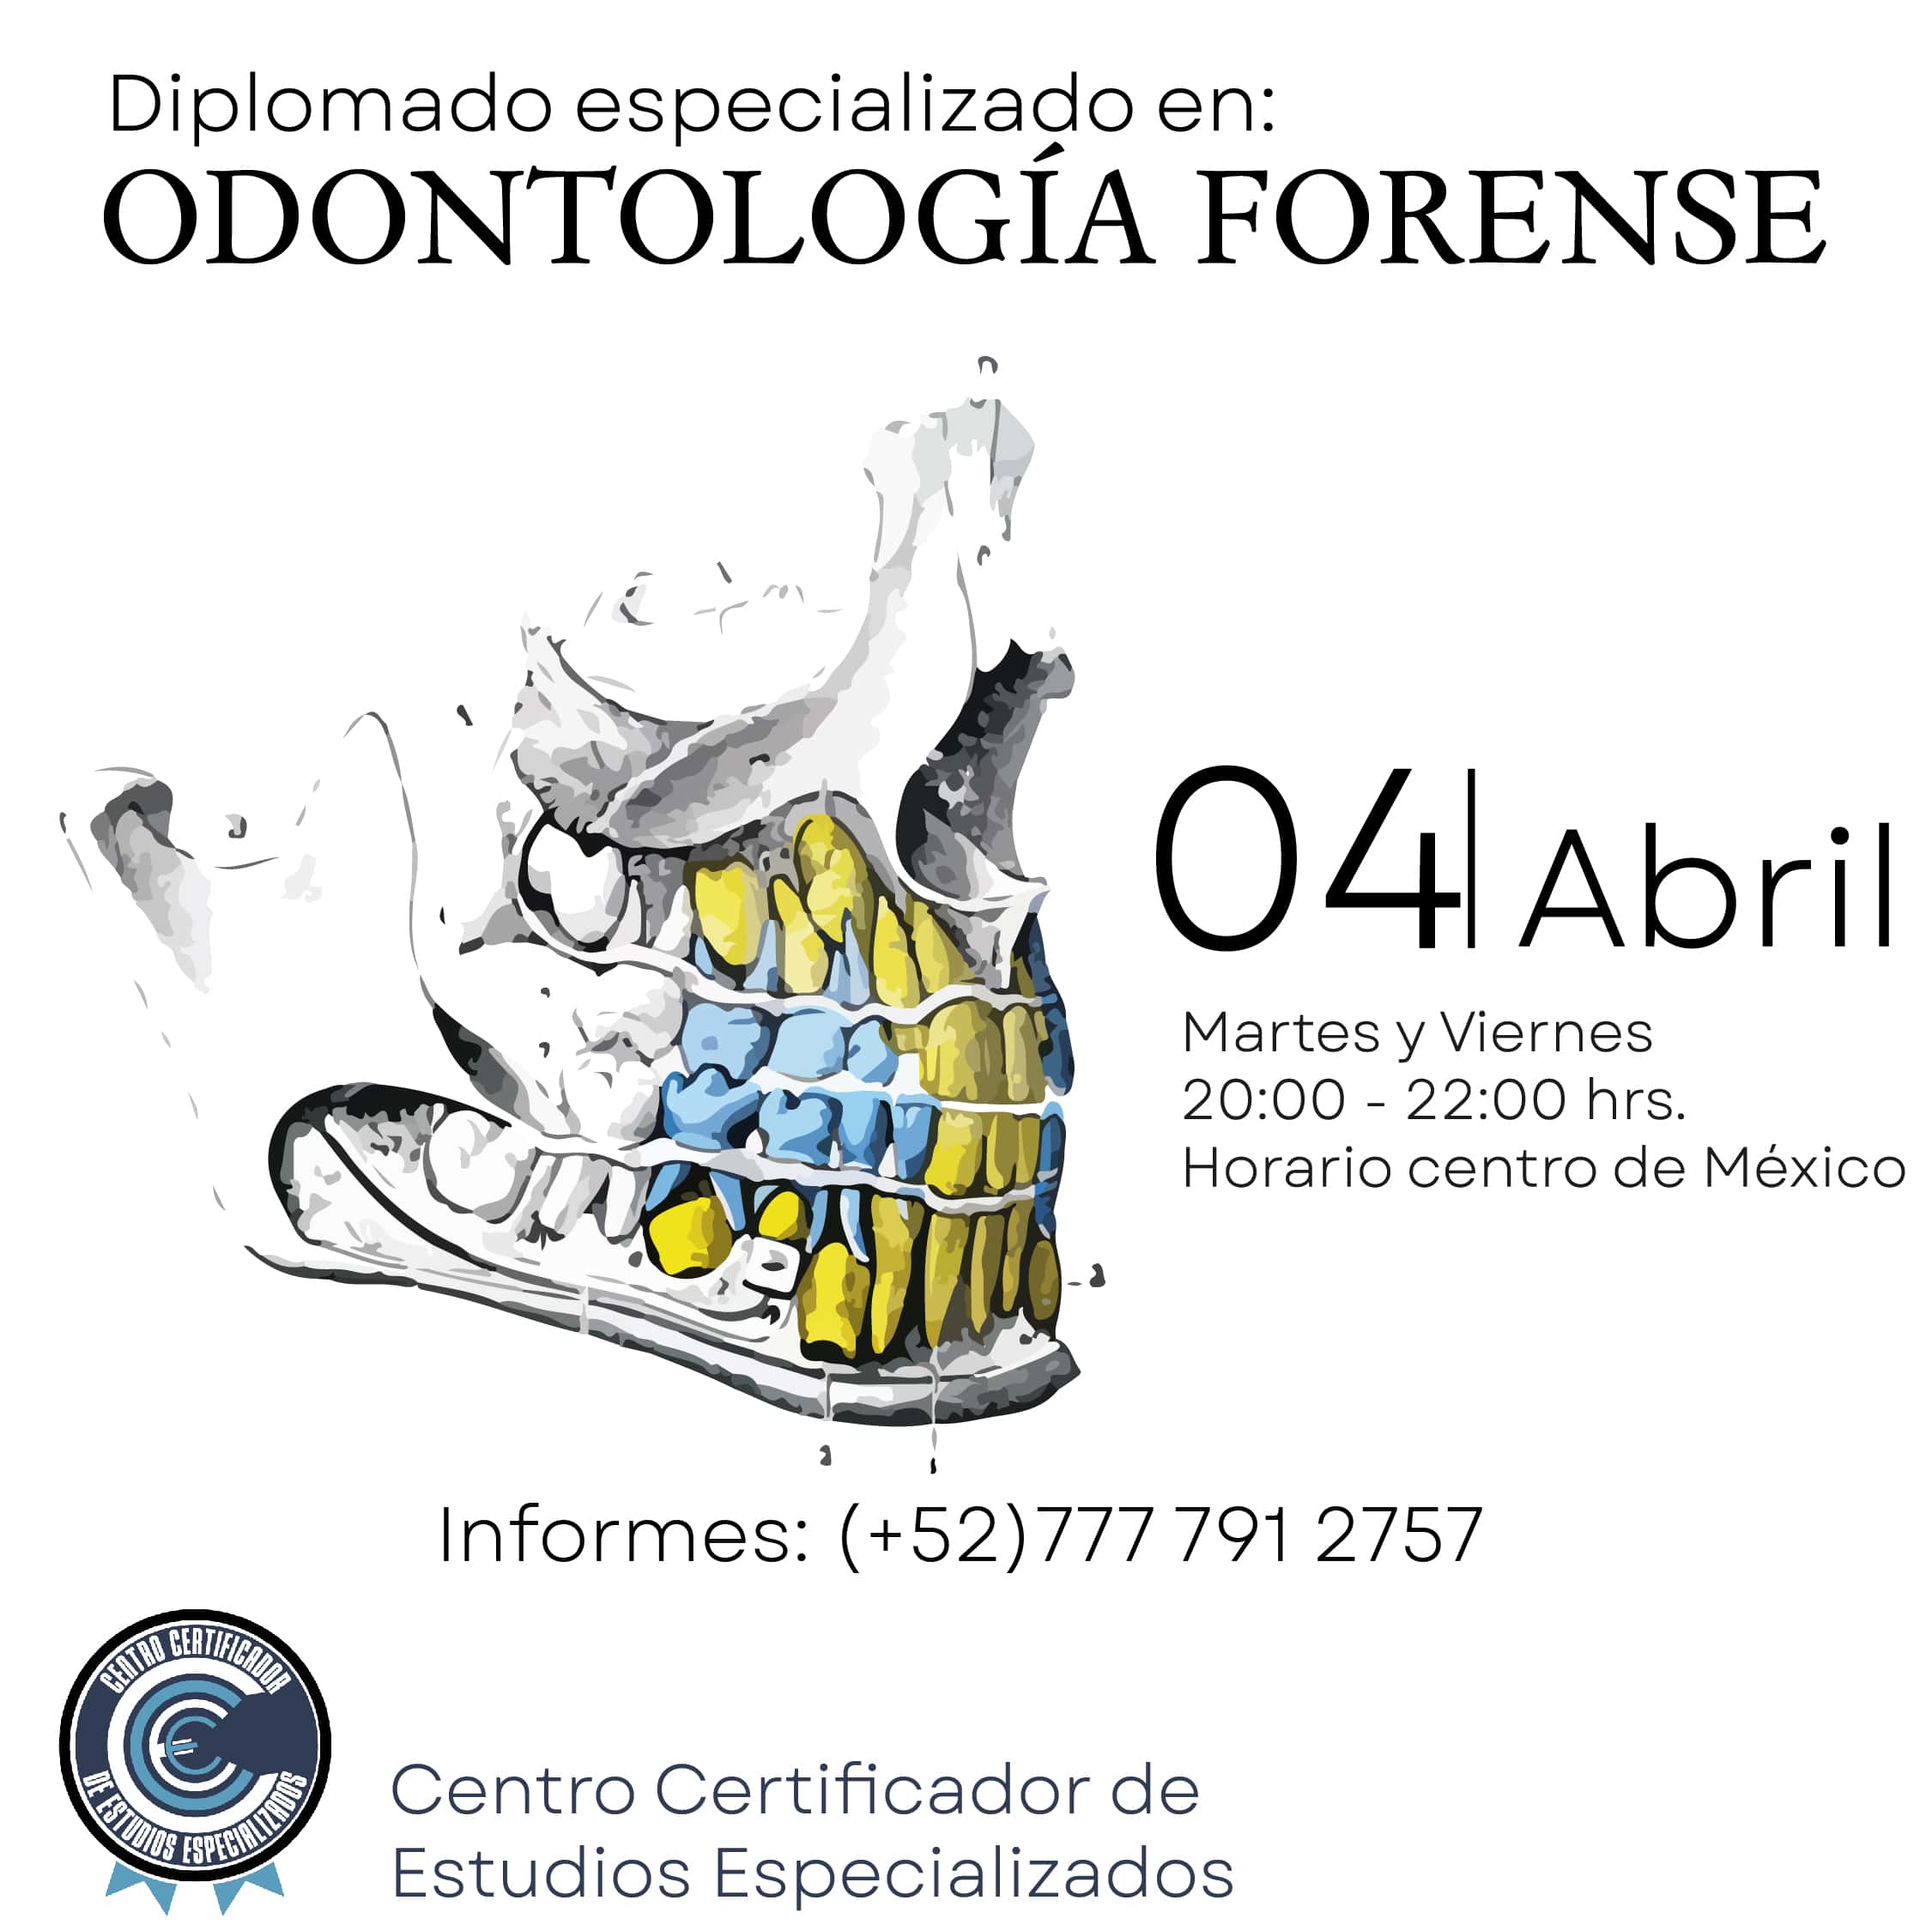 Diplomado especializado en:
ODONTOLOGÍA FORENSE
04| Abril
Martes y Viernes
20:00 - 22:00 hrs.
Horario centro de México
Informes: (+52)777 791 2757
CENTRO CERTIFICADOR
DE ESTUDIOS ESPECIALIZADOS
Centro Certificador de
Estudios Especializados